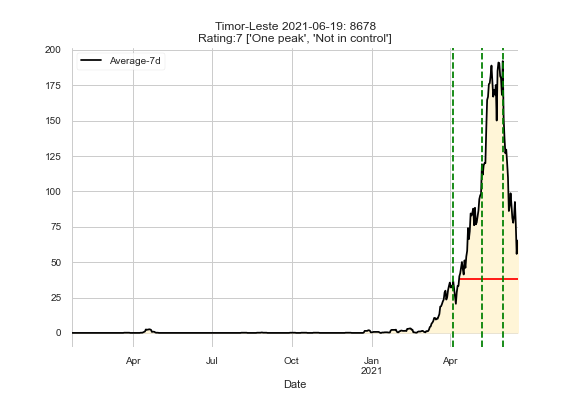 Timor-Leste 2021-06-19: 8678
Rating:7 ['One peak', 'Not in control']
Average-7d
200
175
150
125
100
75
50
25
0
Apr
Jul
Oct
Jan
2021
Apr
Date